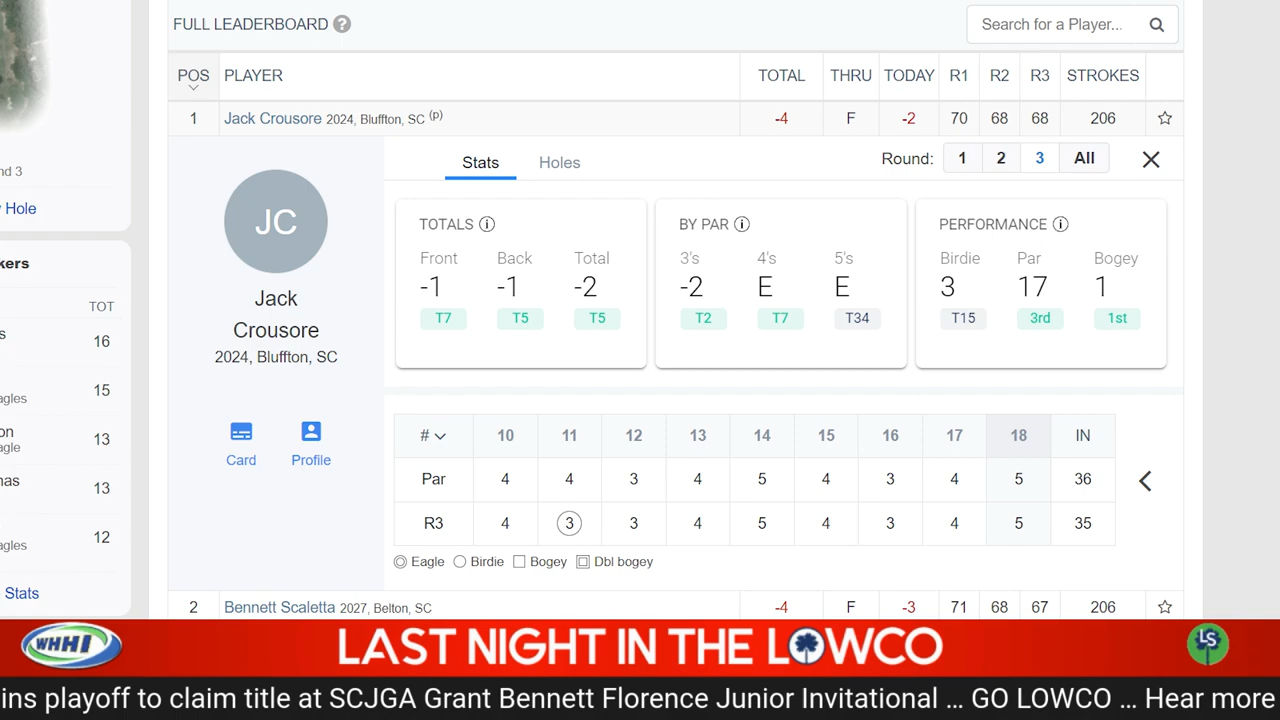 FULL LEADERBOARD ?
Search for a Player...
POS PLAYER TOTAL THRU TODAY R1 R2 R3 STROKES
1 Jack Crousore 2024, Bluffton, SC (p) -4 F -2 70 68 68 206
nd 3
Hole
kers
TOT
s 16
15
agles
on 13
agle
nas 13
12
agles
Stats
JC
Jack
Crousore
2024, Bluffton, SC
Card Profile
Stats Holes Round: 1 2 3 All
TOTALS
Front Back Total
-1 -1 -2
T7 T5 T5
BY PAR
3's 4's 5's
-2 E E
T2 T7 T34
PERFORMANCE
Birdie Par Bogey
3 17 1
T15 3rd 1st
# 10 11 12 13 14 15 16 17 18 IN
Par 4 4 3 4 5 4 3 4 5 36
R3 4 3 3 4 5 4 3 4 5 35
Eagle Birdie Bogey Dbl bogey
2 Bennett Scaletta 2027, Belton, SC -4 F -3 71 68 67 206
WHHI LAST NIGHT IN THE LOWCO LS
ins playoff to claim title at SCJGA Grant Bennett Florence Junior Invitational ... GO LOWCO ... Hear more